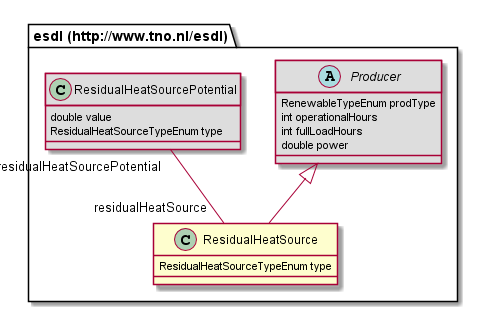 esdl (http://www.tno.nl/esdl)
C ResidualHeatSourcePotential
double value
ResidualHeatSourceTypeEnum type
A Producer
RenewableTypeEnum prodType
int operationalHours
int fullLoadHours
double power
residualHeatSourcePotential
residualHeatSource
C ResidualHeatSource
ResidualHeatSourceTypeEnum type